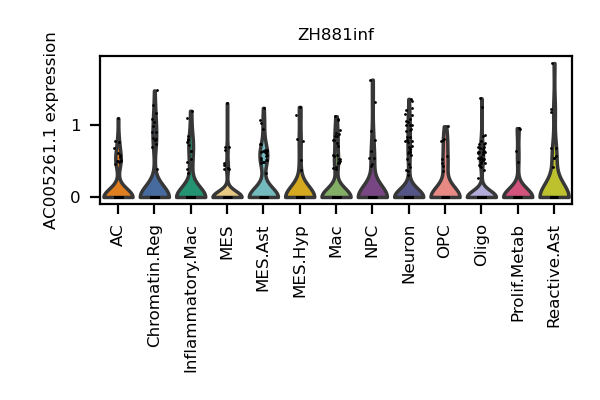 ZH881inf
AC005261.1 expression
1
0
AC
Chromatin.Reg
Inflammatory.Mac
MES
MES.Ast
MES.Hyp
Mac
NPC
Neuron
OPC
Oligo
Prolif.Metab
Reactive.Ast